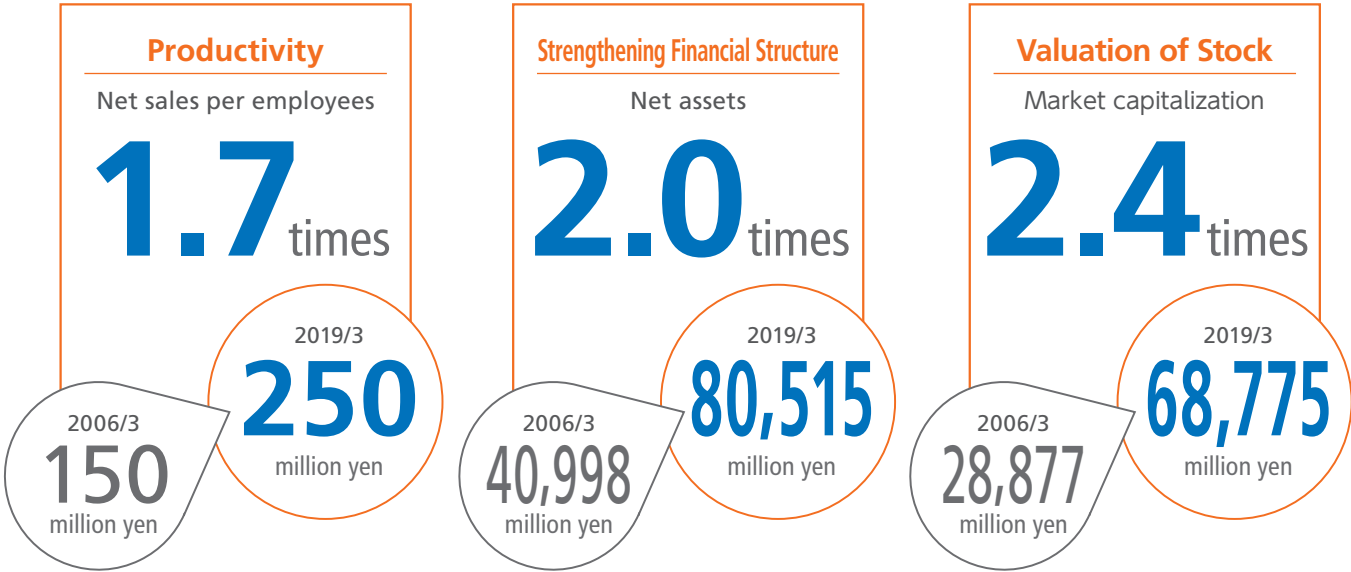 Productivity
Net sales per employees
1.7 times
2019/3
250
million yen
2006/3
150
million yen
Strengthening Financial Structure
Net assets
2.0 times
2019/3
80,515
million yen
2006/3
40,998
million yen
Valuation of Stock
Market capitalization
2.4 times
2019/3
68,775
million yen
2006/3
28,877
million yen